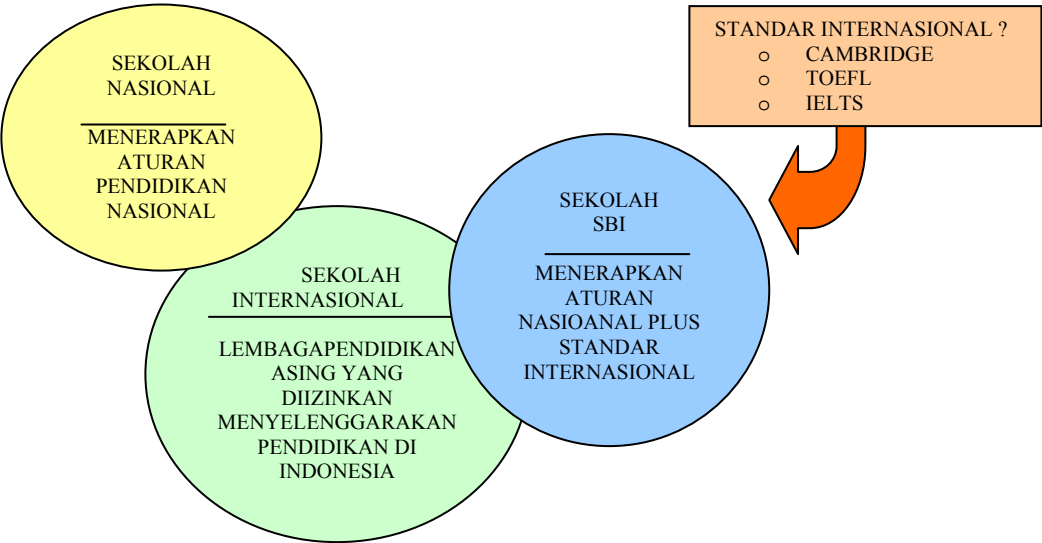 SEKOLAH
NASIONAL
MENERAPKAN
ATURAN
PENDIDIKAN
NASIONAL
SEKOLAH
INTERNASIONAL
LEMBAGAPENDIDIKAN
ASING YANG
DIIZINKAN
MENYELENGGARAKAN
PENDIDIKAN DI
INDONESIA
SEKOLAH
SBI
MENERAPKAN
ATURAN
NASIOANAL PLUS
STANDAR
INTERNASIONAL
STANDAR INTERNASIONAL ?
o CAMBRIDGE
o TOEFL
o IELTS